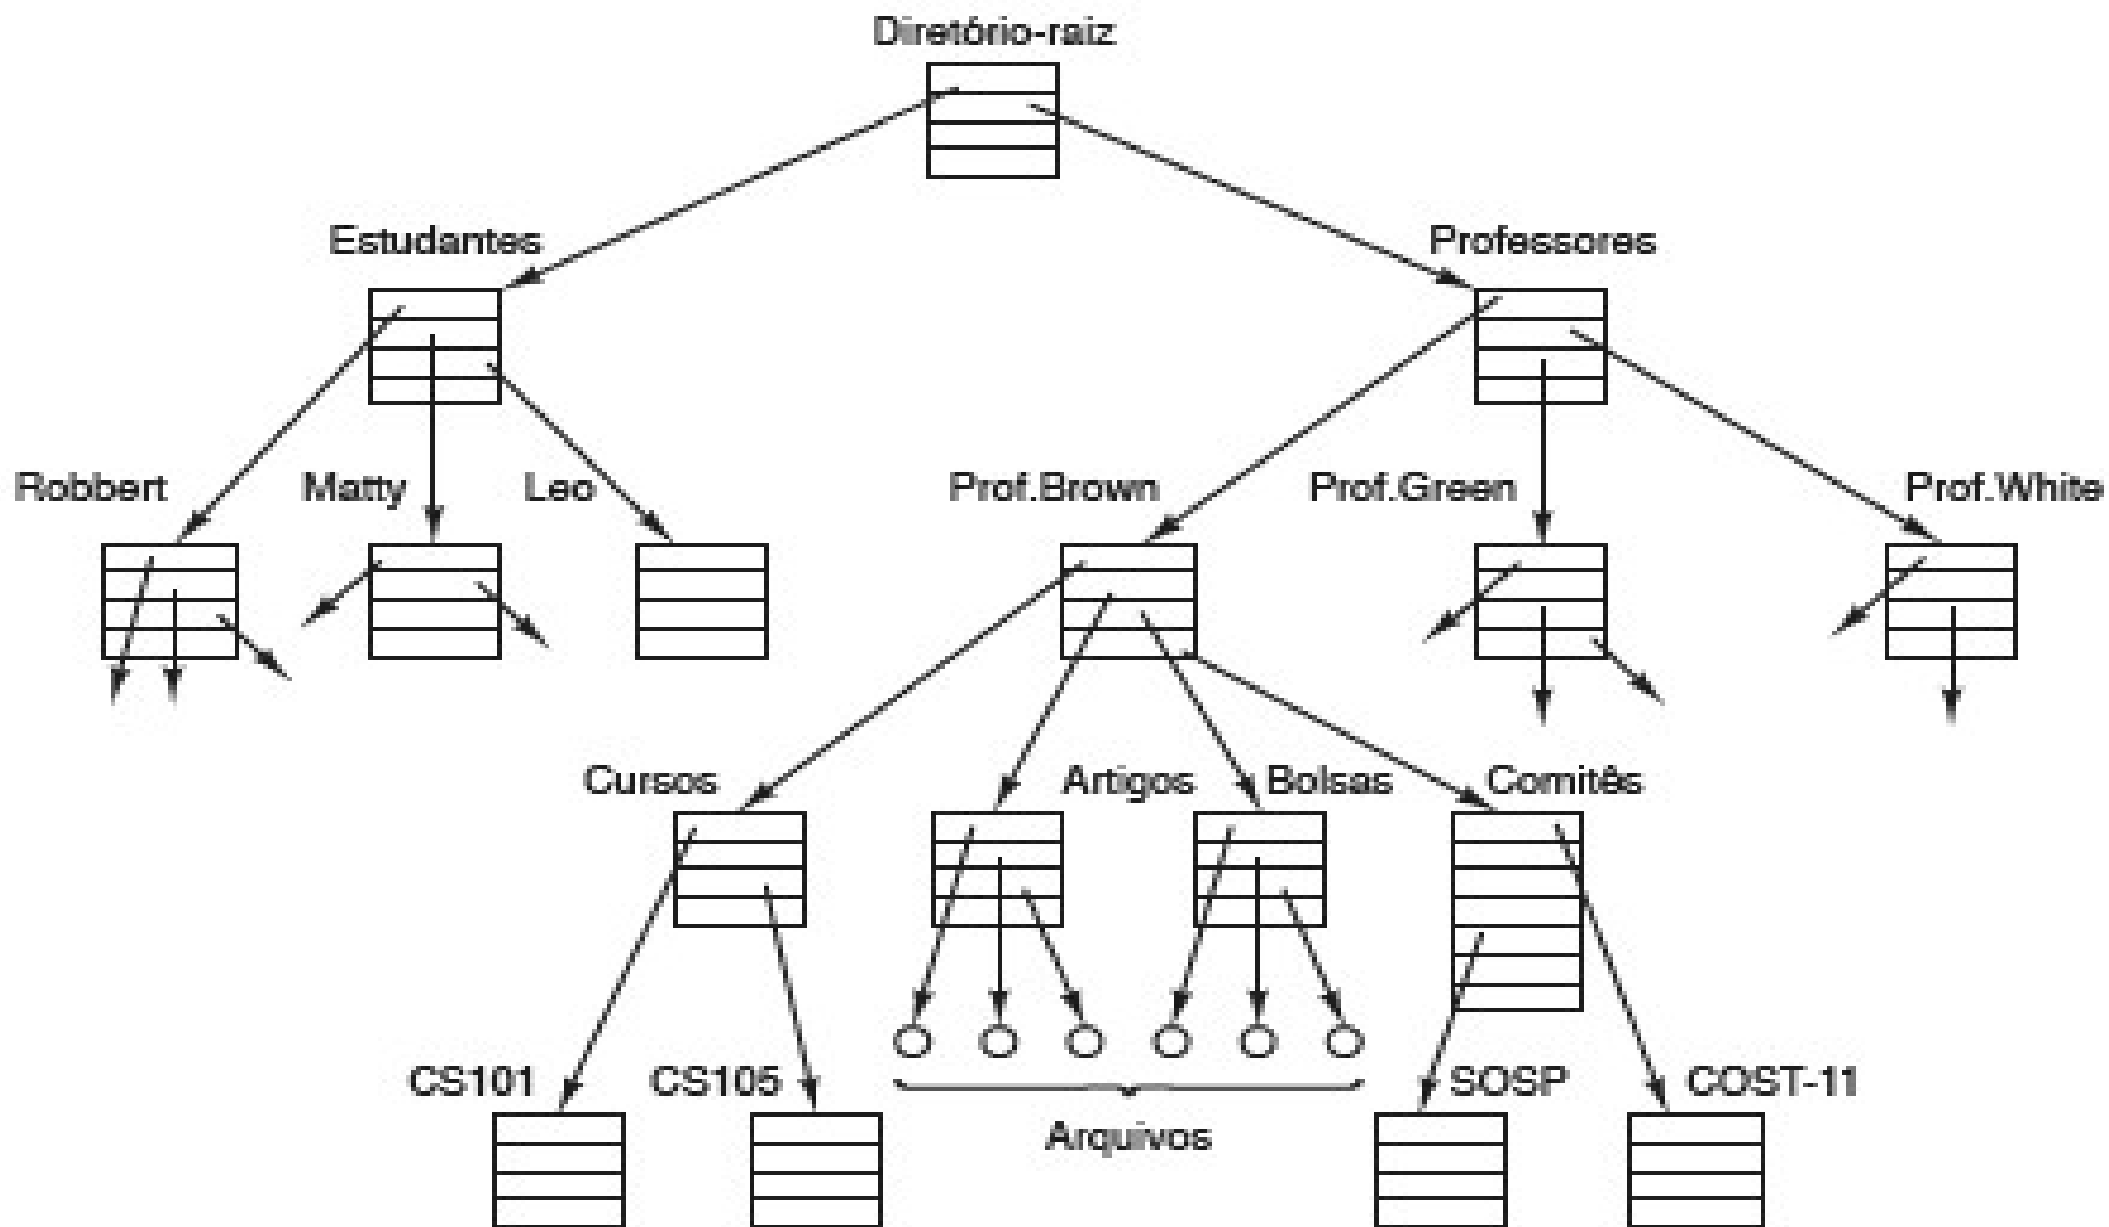 Diretório-raiz
Estudantes
Professores
Robbert
Matty
Leo
Prof.Brown
Prof.Green
Prof.White
Cursos
Artigos
Bolsas
Comitês
CS101
CS105
SOSP
COST-11
Arquivos